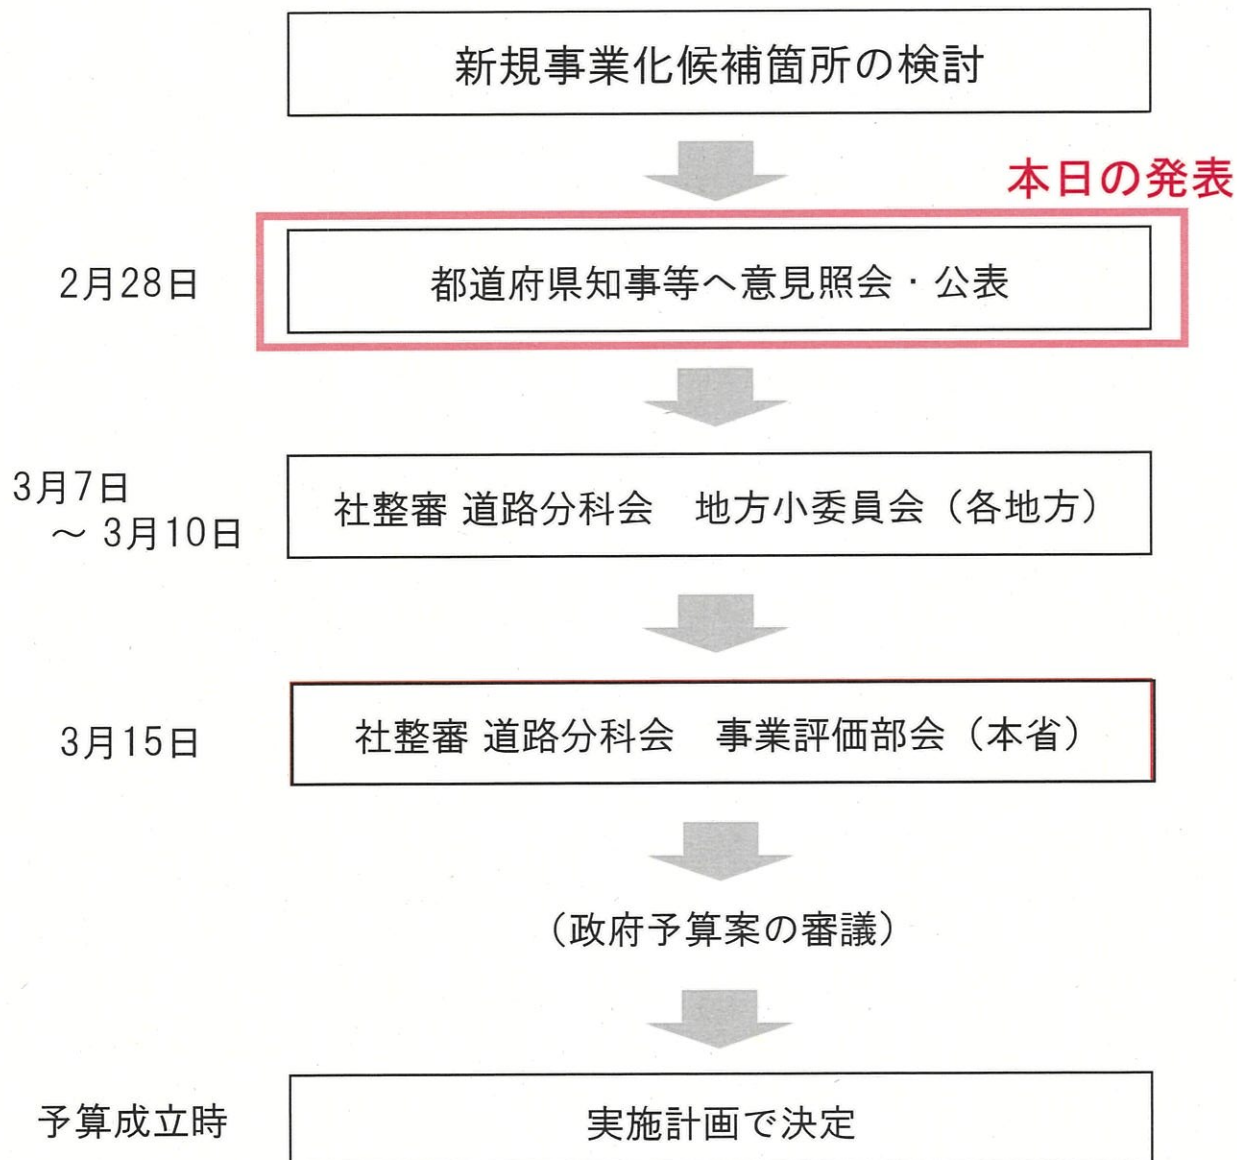 新規事業化候補箇所の検討
本日の発表
2月28日
都道府県知事等へ意見照会・公表
3月7日
～ 3月10日
社整審 道路分科会　地方小委員会（各地方）
3月15日
社整審 道路分科会　事業評価部会（本省）
（政府予算案の審議）
予算成立時
実施計画で決定